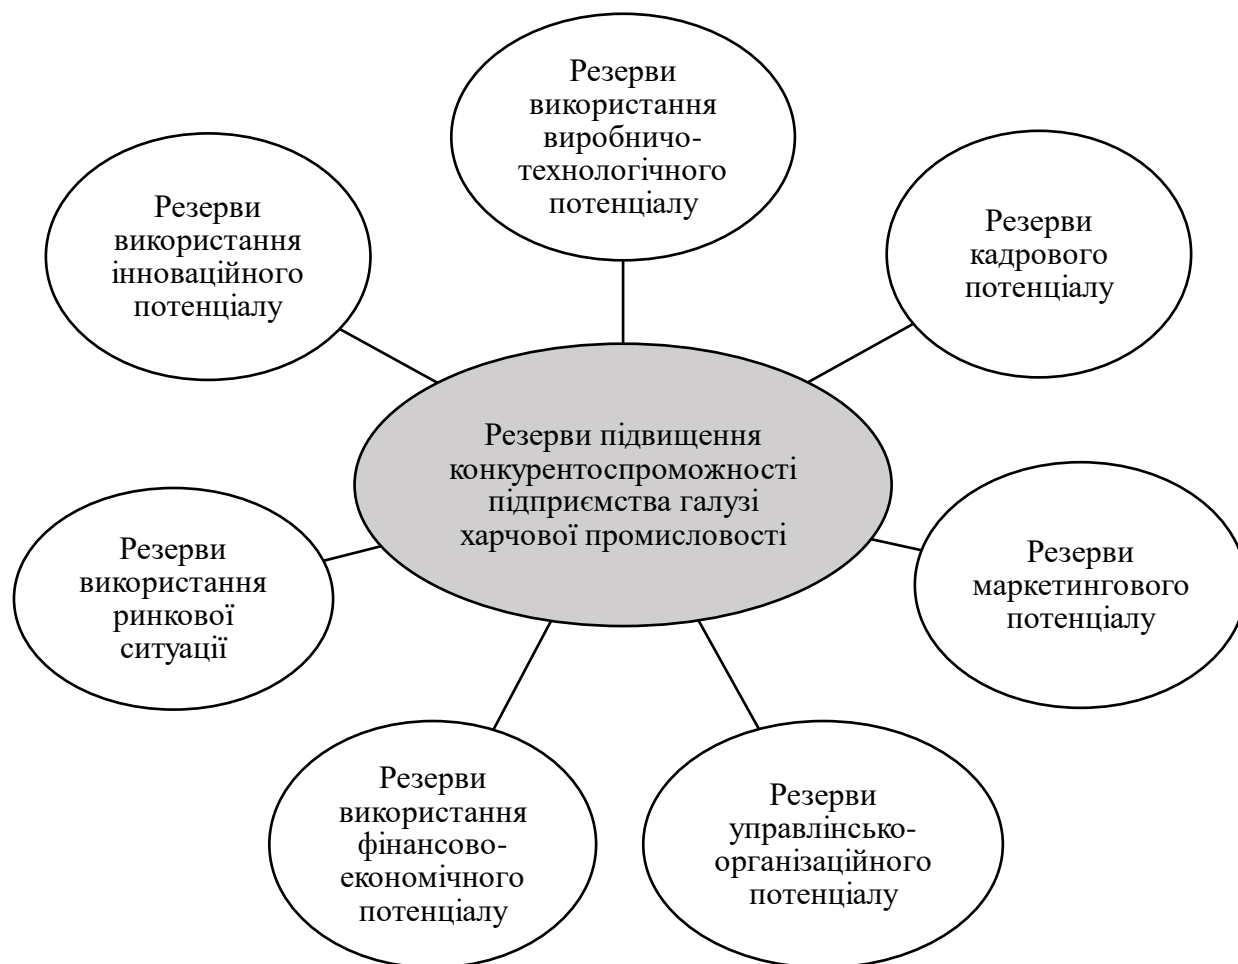 Резерви
використання
виробничо-
технологічного
потенціалу
Резерви
використання
інноваційного
потенціалу
Резерви
кадрового
потенціалу
Резерви підвищення
конкурентоспроможності
підприємства галузі
харчової промисловості
Резерви
використання
ринкової
ситуації
Резерви
маркетингового
потенціалу
Резерви
використання
фінансово-
економічного
потенціалу
Резерви
управлінсько-
організаційного
потенціалу